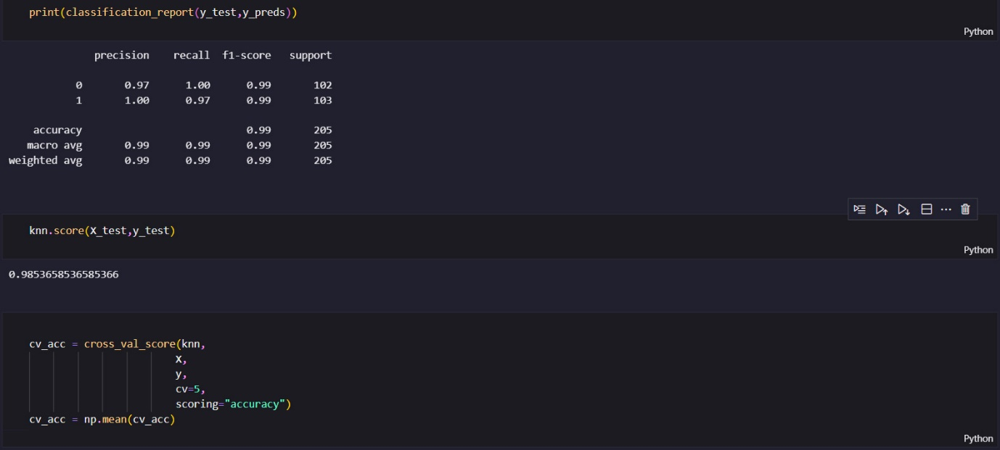 print(classification_report(y_test,y_preds))
Python
precision recall f1-score support
0 0.97 1.00 0.99 102
1 1.00 0.97 0.99 103
accuracy 0.99 205
macro avg 0.99 0.99 0.99 205
weighted avg 0.99 0.99 0.99 205
knn.score(X_test,y_test)
Python
0.9853658536585366
cv_acc = cross_val_score(knn,
X,
y,
cv=5,
scoring="accuracy")
cv_acc = np.mean(cv_acc)
Python